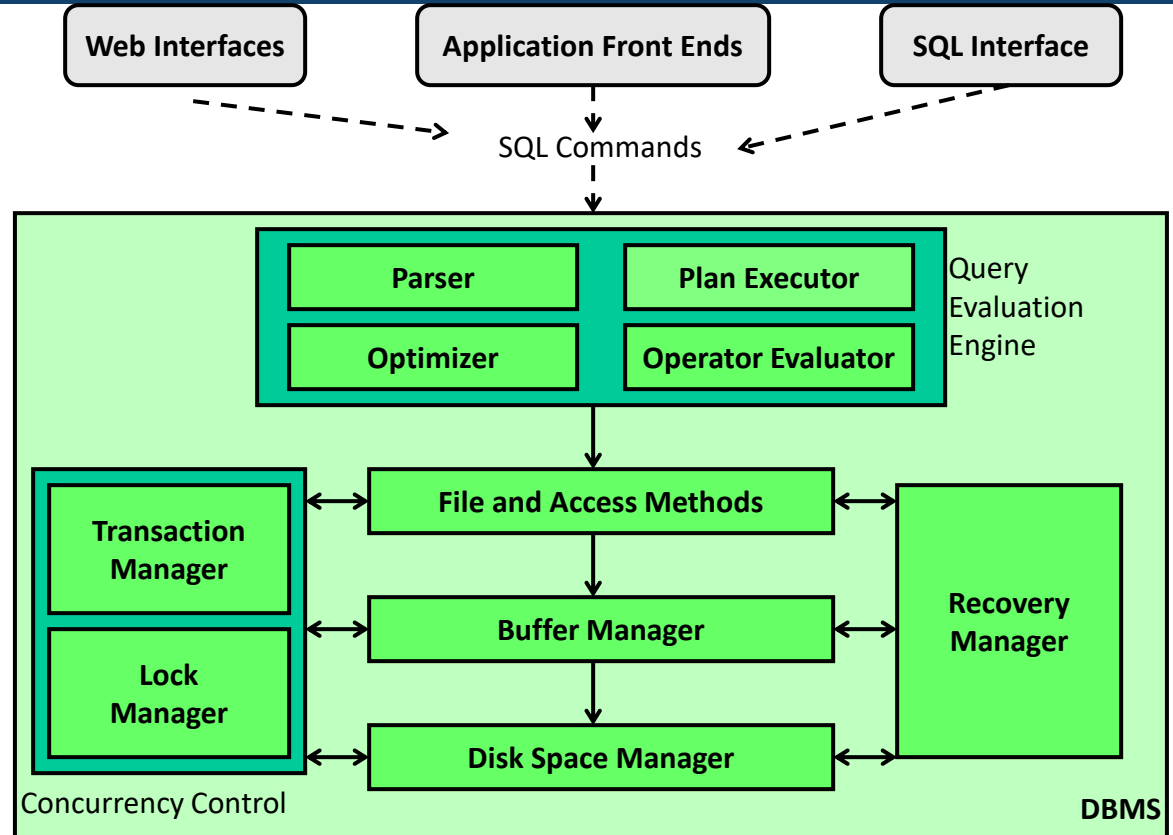 Web Interfaces
Application Front Ends
SQL Interface
SQL Commands
Parser
Plan Executor
Optimizer
Operator Evaluator
Query
Evaluation
Engine
Transaction
Manager
Lock
Manager
Concurrency Control
File and Access Methods
Buffer Manager
Disk Space Manager
Recovery
Manager
DBMS